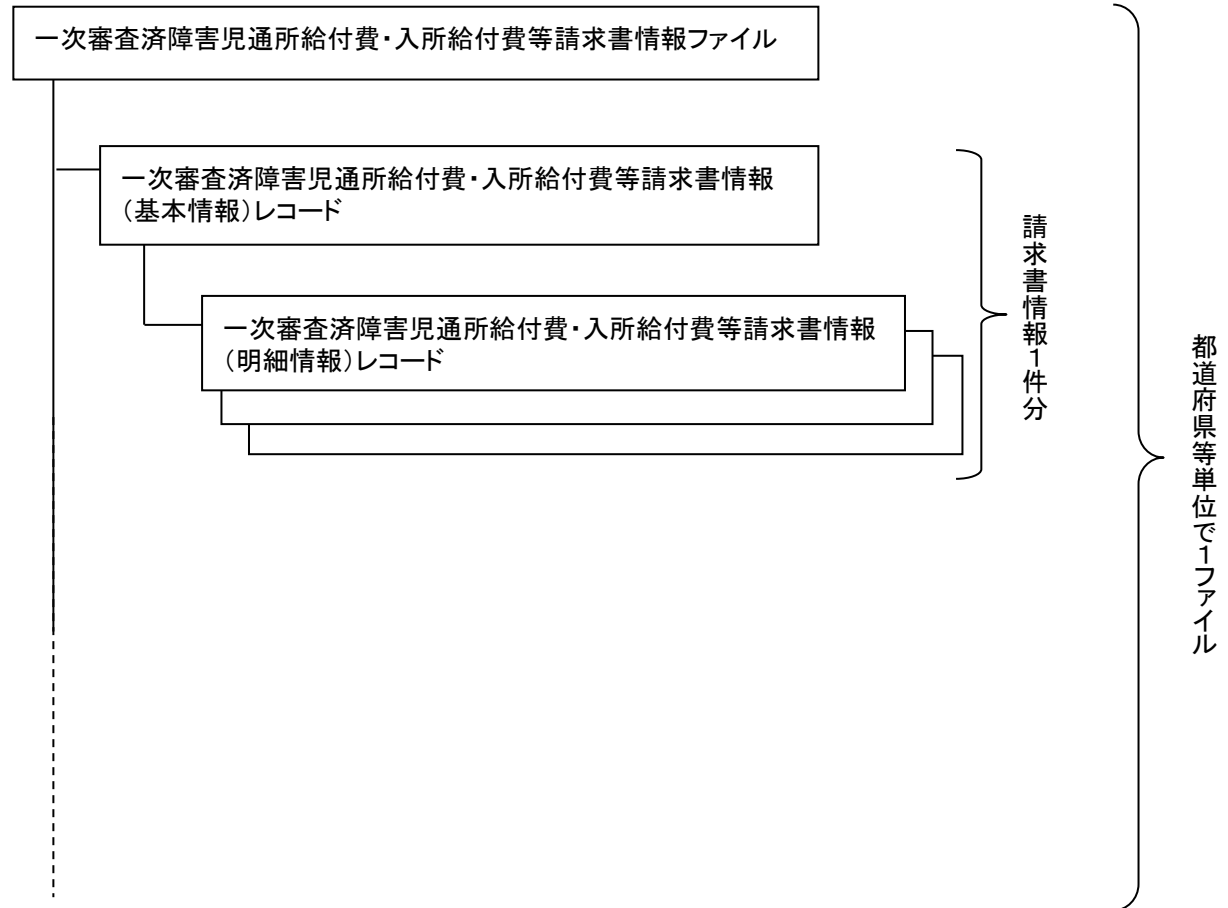 一次審査済障害児通所給付費・入所給付費等請求書情報ファイル
一次審査済障害児通所給付費・入所給付費等請求書情報
（基本情報）レコード
一次審査済障害児通所給付費・入所給付費等請求書情報
（明細情報）レコード
請求書情報１件分
都道府県等単位で１ファイル